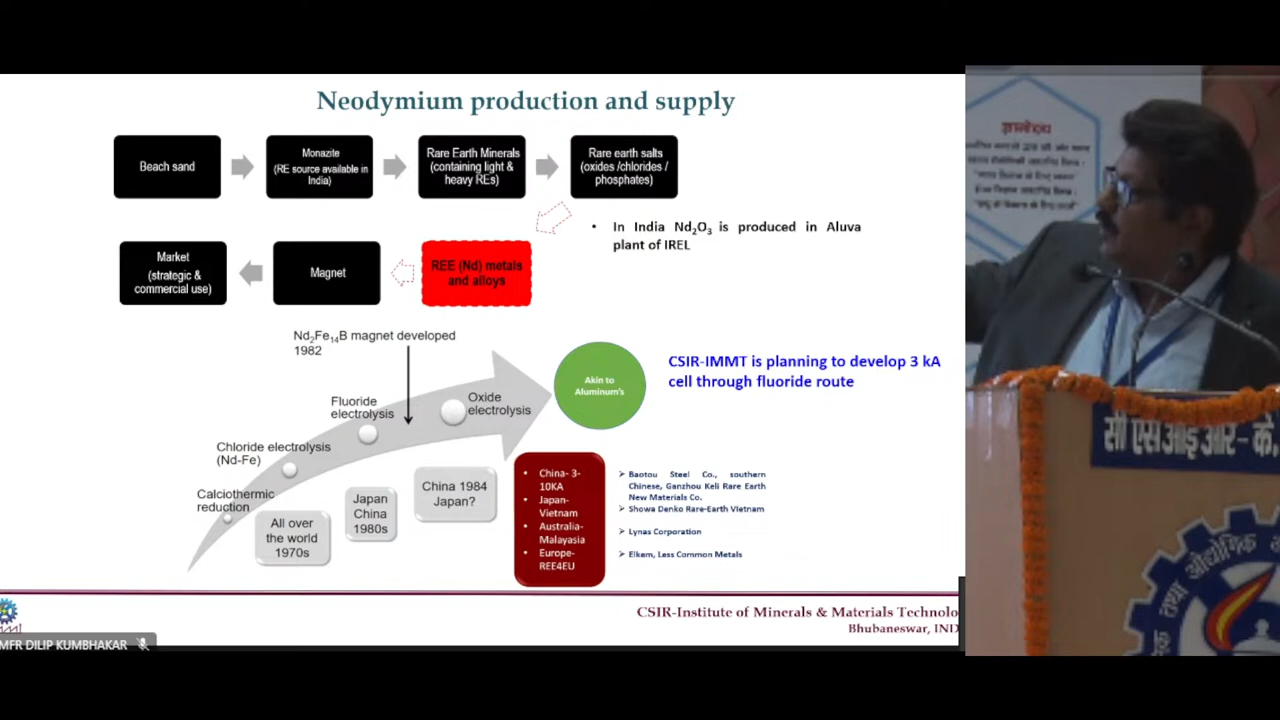 Neodymium production and supply
Beach sand
Monazite
(RE source available in
India)
Rare Earth Minerals
(containing light &
heavy REs)
Rare earth salts
(oxides /chlorides /
phosphates)
• In India Nd₂O₃ is produced in Aluva
plant of IREL
Market
(strategic &
commercial use)
Magnet
REE (Nd) metals
and alloys
Nd₂Fe₁₄B magnet developed
1982
Calciothermic
reduction
Chloride electrolysis
(Nd-Fe)
Fluoride
electrolysis
Oxide
electrolysis
Akin to
Aluminum's
CSIR-IMMT is planning to develop 3 kA
cell through fluoride route
All over
the world
1970s
Japan
China
1980s
China 1984
Japan?
• China- 3-
10KA
• Japan-
Vietnam
• Australia-
Malayasia
• Europe-
REE4EU
➢ Baotou Steel Co., southern
Chinese, Ganzhou Keli Rare Earth
New Materials Co.
➢ Showa Denko Rare-Earth Vietnam
➢ Lynas Corporation
➢ Elkem, Less Common Metals
CSIR-Institute of Minerals & Materials Technolo
Bhubaneswar, IND
MFR DILIP KUMBHAKAR
सी एस आई आर- के.